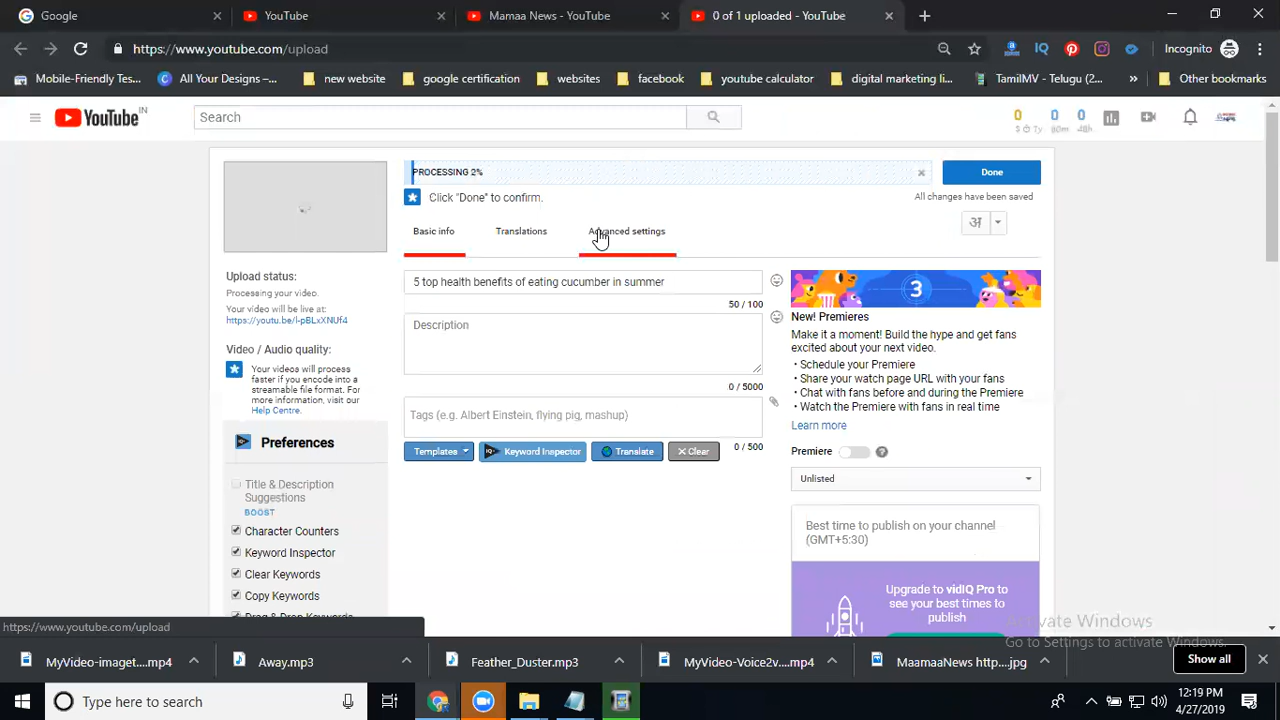 Google
YouTube
Mamaa News - YouTube
0 of 1 uploaded - YouTube
https://www.youtube.com/upload
Incognito
Mobile-Friendly Tes...
All Your Designs –...
new website
google certification
websites
facebook
youtube calculator
digital marketing li...
TamilMV - Telugu (2...
Other bookmarks
YouTube IN
Search
0 0 0
PROCESSING 2%
Done
Click "Done" to confirm.
All changes have been saved
Basic info
Translations
Advanced settings
अ
Upload status:
Processing your video.
Your video will be live at:
https://youtu.be/l-pBLxXNUf4
Video / Audio quality:
Your videos will process
faster if you encode into a
streamable file format. For
more information, visit our
Help Centre.
Preferences
Title & Description
Suggestions
BOOST
Character Counters
Keyword Inspector
Clear Keywords
Copy Keywords
5 top health benefits of eating cucumber in summer
50 / 100
Description
0 / 5000
Tags (e.g. Albert Einstein, flying pig, mashup)
Templates
Keyword Inspector
Translate
Clear
0 / 500
3
New! Premieres
Make it a moment! Build the hype and get fans
excited about your next video.
• Schedule your Premiere
• Share your watch page URL with your fans
• Chat with fans before and during the Premiere
• Watch the Premiere with fans in real time
Learn more
Premiere
Unlisted
Best time to publish on your channel
(GMT+5:30)
Upgrade to vidIQ Pro to
see your best times to
publish
Activate Windows
Go to Settings to activate Windows.
https://www.youtube.com/upload
MyVideo-imaget....mp4
Away.mp3
Feather_Duster.mp3
MyVideo-Voice2v....mp4
MaamaaNews http....jpg
Show all
Type here to search
12:19 PM
4/27/2019